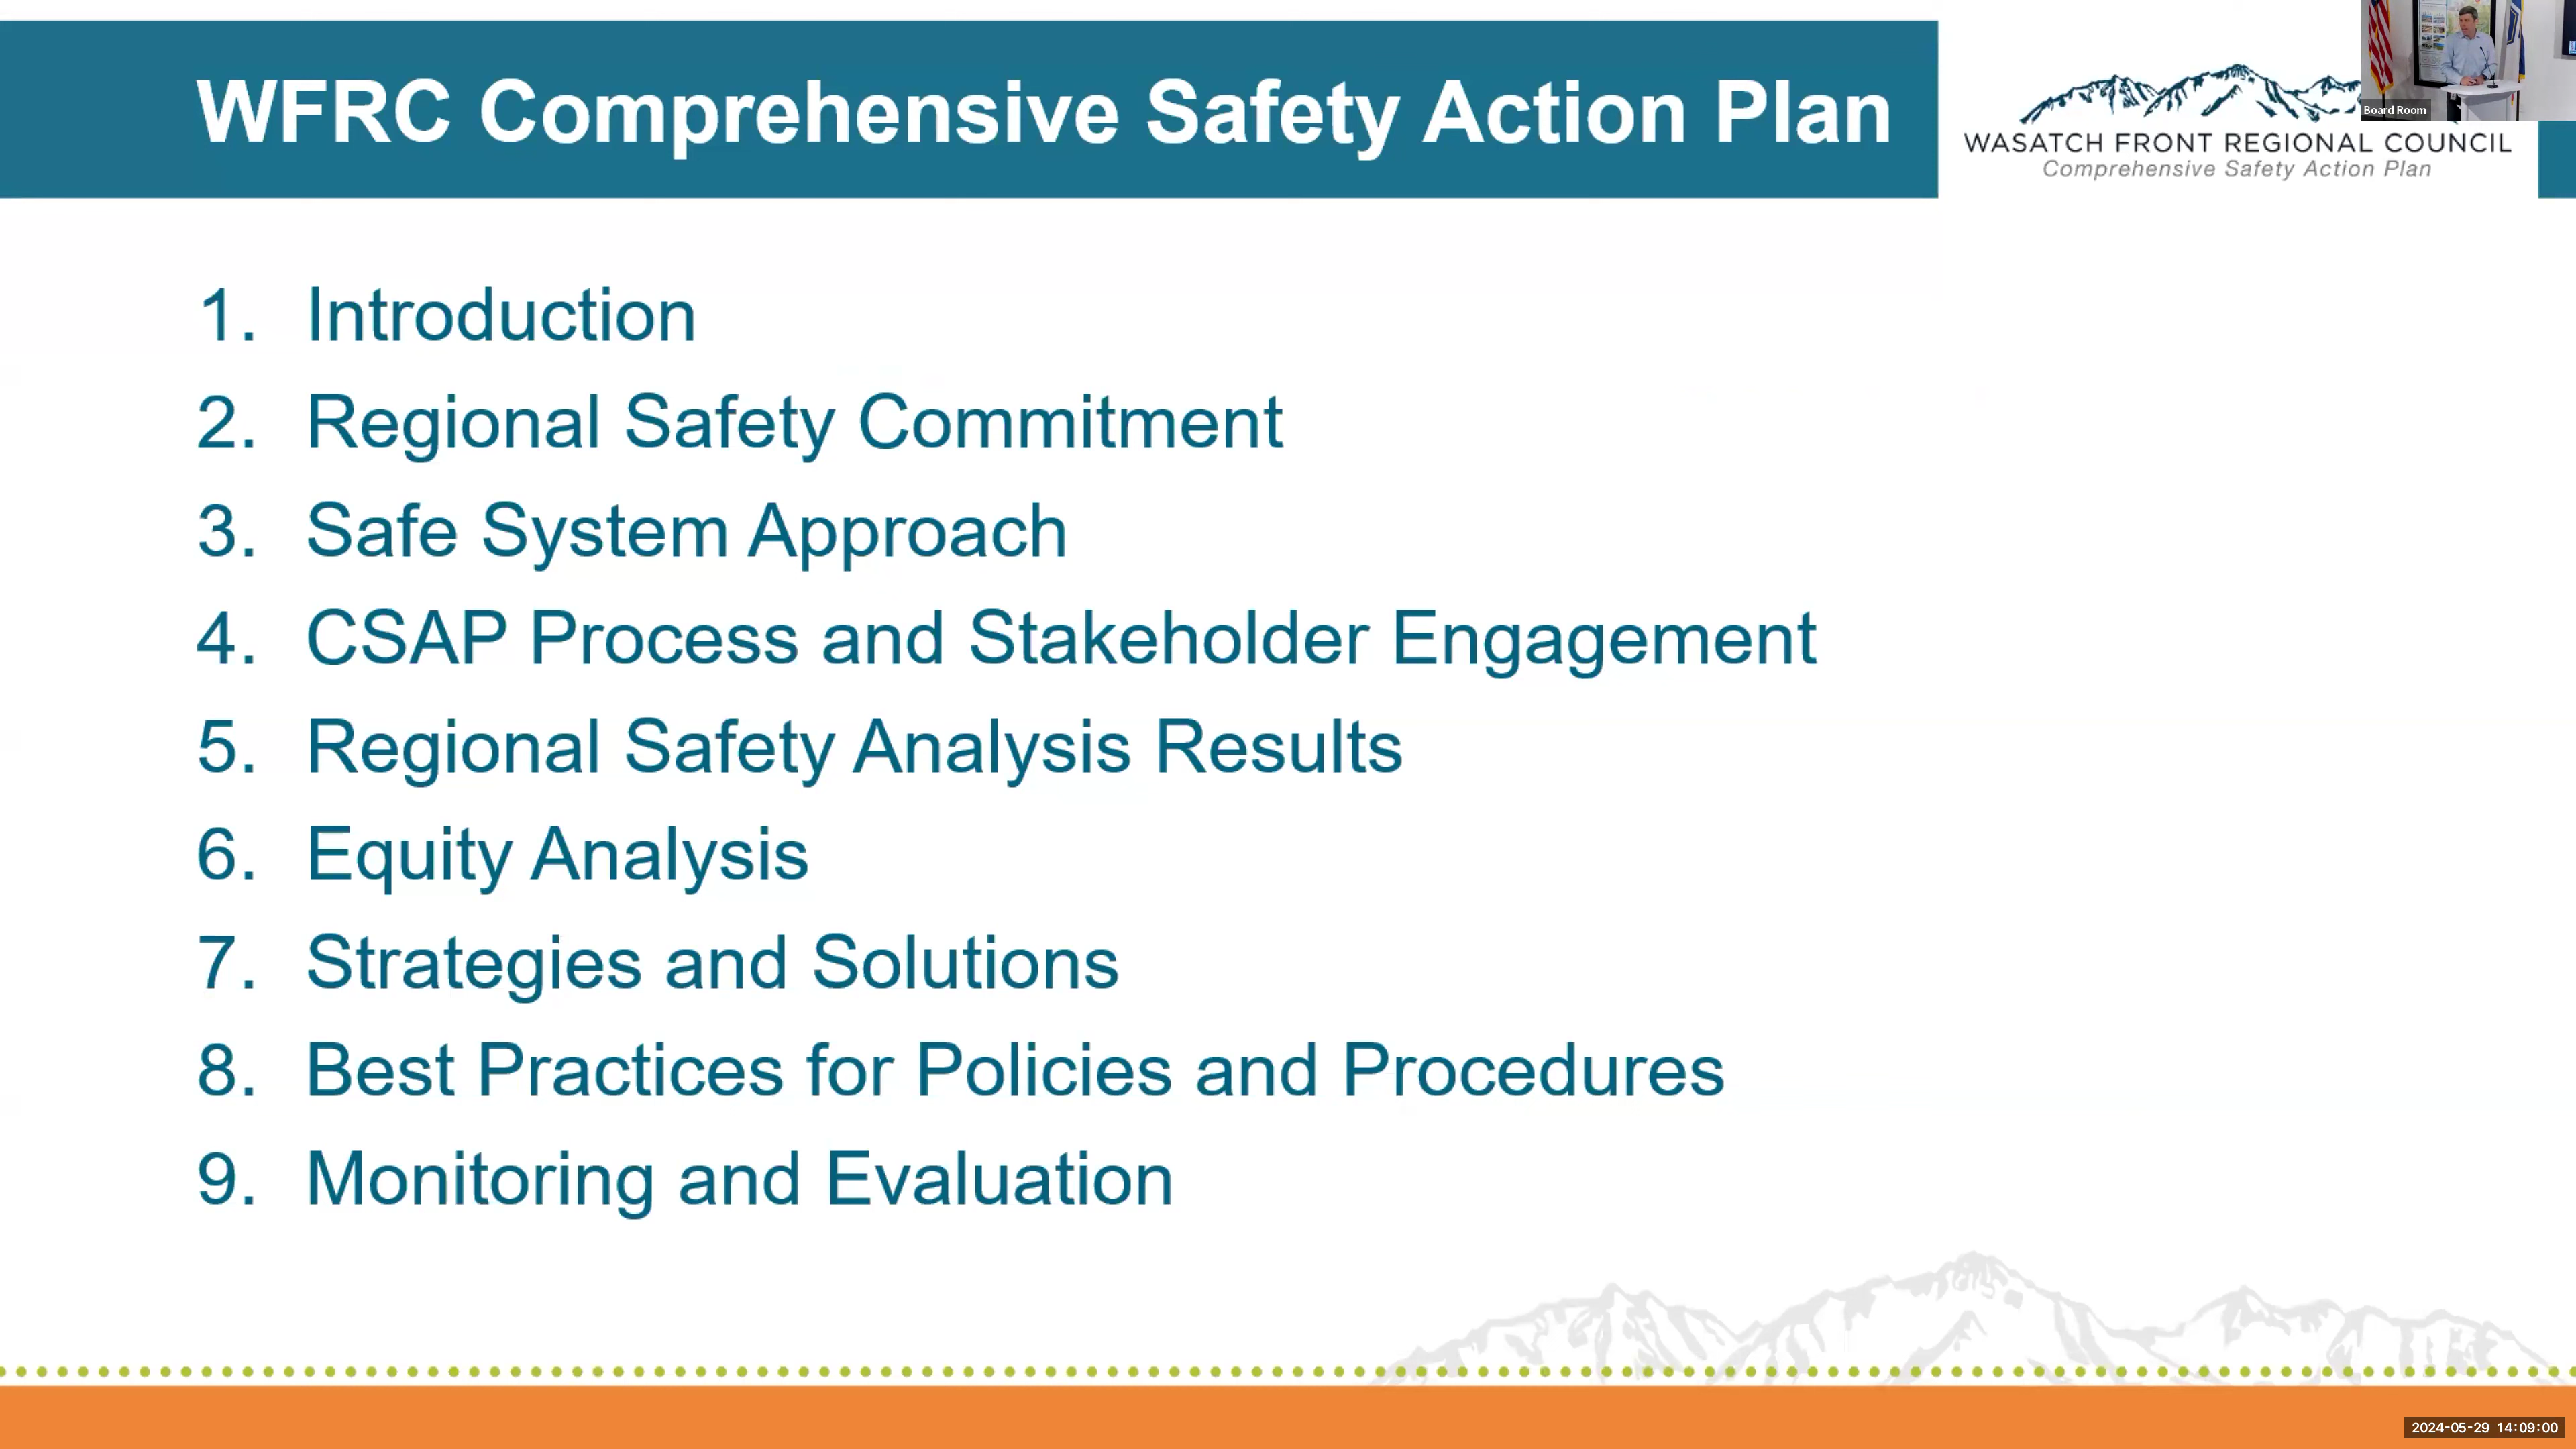 WFRC Comprehensive Safety Action Plan
Board Room
WASATCH FRONT REGIONAL COUNCIL
Comprehensive Safety Action Plan
1. Introduction
2. Regional Safety Commitment
3. Safe System Approach
4. CSAP Process and Stakeholder Engagement
5. Regional Safety Analysis Results
6. Equity Analysis
7. Strategies and Solutions
8. Best Practices for Policies and Procedures
9. Monitoring and Evaluation
2024-05-29 14:09:00